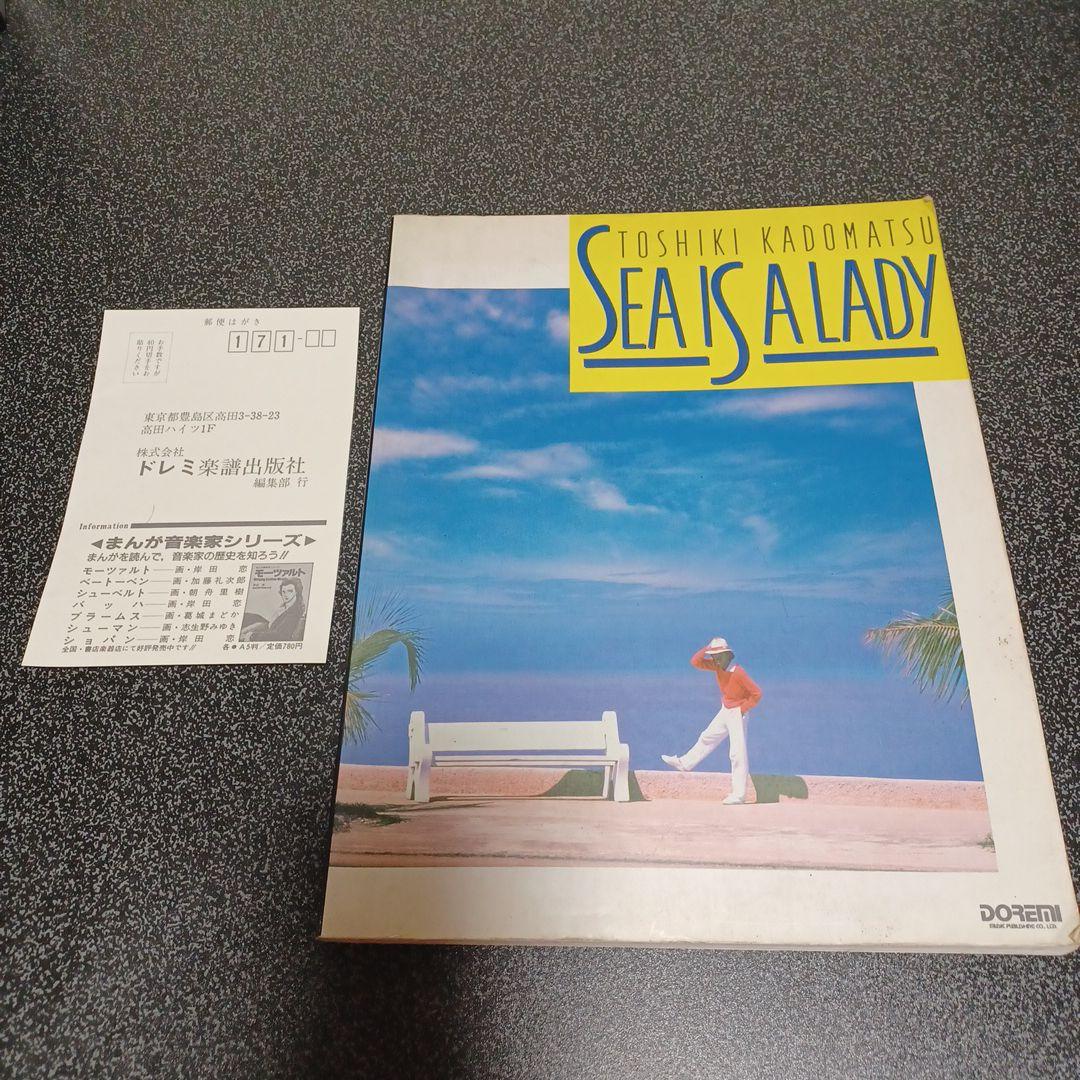 郵便はがき
171-
お手数ですが
40円切手をお
貼りください
東京都豊島区高田3-38-23
高田ハイツ1F
株式会社
ドレミ楽譜出版社
編集部 行
Information
◀まんが音楽家シリーズ▶
まんがを読んで,音楽家の歴史を知ろう!!
モーツァルト──画・岸田 恋
ベートーベン──画・加藤礼次郎
シューベルト──画・朝舟里樹
バッハ──画・岸田 恋
ブラームス──画・葛城まどか
シューマン──画・志生野みゆき
ショパン──画・岸田 恋
全国・書店楽器店にて好評発売中です!!
各●A5判/定価780円
モーツァルト
TOSHIKI KADOMATSU
SEA IS A LADY
DOREMI
MUSIC PUBLISHING CO., LTD.